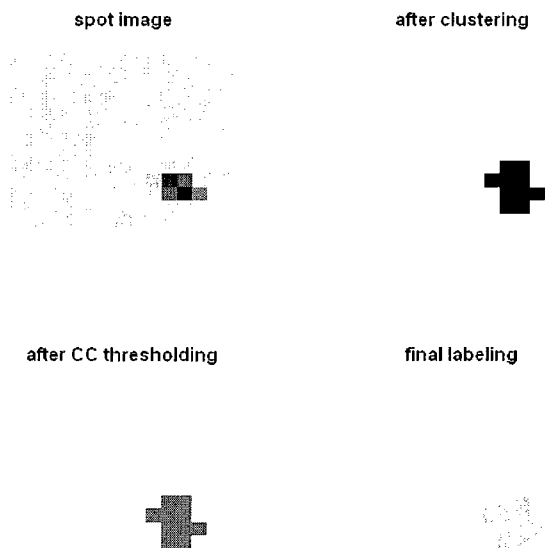 spot image
after clustering
after CC thresholding
final labeling